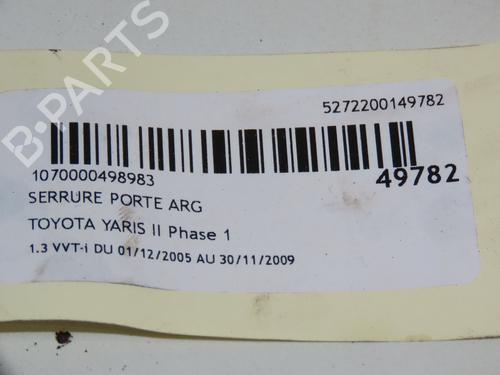 B-PARTS
5272200149782
1070000498983
49782
SERRURE PORTE ARG
TOYOTA YARIS II Phase 1
1.3 VVT-i DU 01/12/2005 AU 30/11/2009